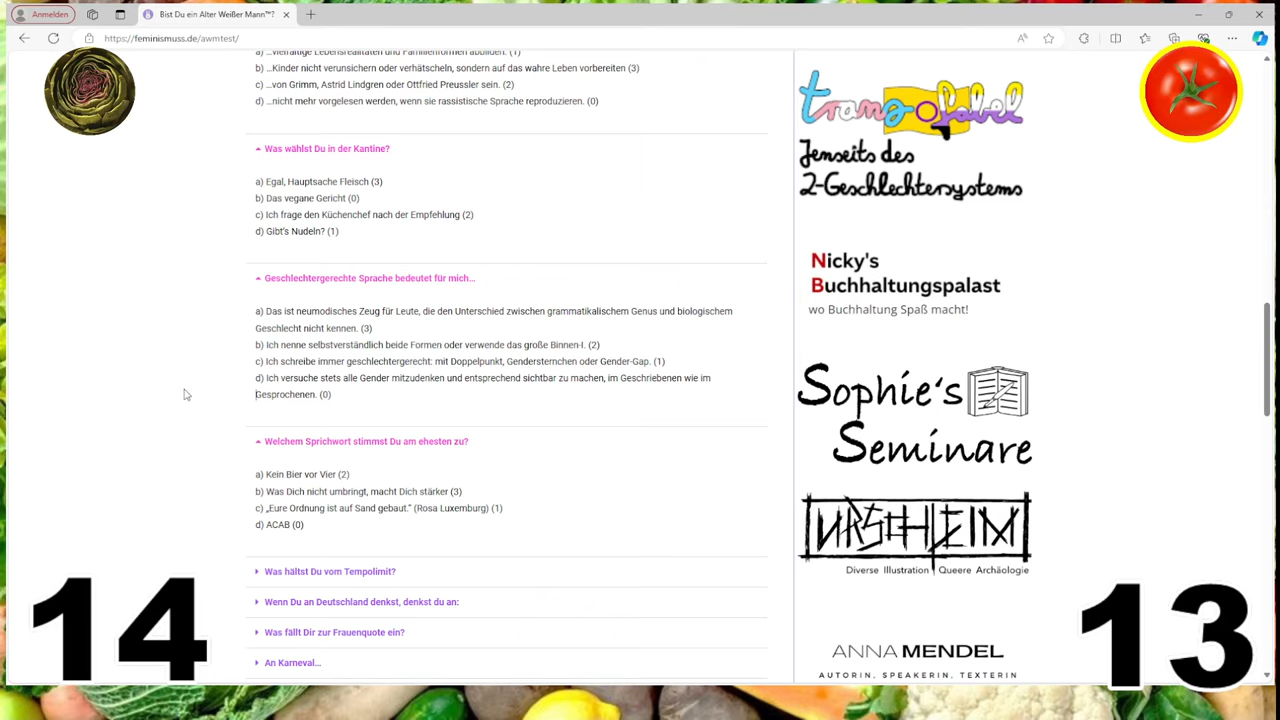 Anmelden
Bist Du ein Alter Weißer Mann™?
https://feminismuss.de/awmtest/
a) …vielfältige Lebensrealitäten und Familienformen abbilden. (1)
b) …Kinder nicht verunsichern oder verhätscheln, sondern auf das wahre Leben vorbereiten (3)
c) …von Grimm, Astrid Lindgren oder Ottfried Preussler sein. (2)
d) …nicht mehr vorgelesen werden, wenn sie rassistische Sprache reproduzieren. (0)
Was wählst Du in der Kantine?
a) Egal, Hauptsache Fleisch (3)
b) Das vegane Gericht (0)
c) Ich frage den Küchenchef nach der Empfehlung (2)
d) Gibt's Nudeln? (1)
Geschlechtergerechte Sprache bedeutet für mich…
a) Das ist neumodisches Zeug für Leute, die den Unterschied zwischen grammatikalischem Genus und biologischem
Geschlecht nicht kennen. (3)
b) Ich nenne selbstverständlich beide Formen oder verwende das große Binnen-I. (2)
c) Ich schreibe immer geschlechtergerecht: mit Doppelpunkt, Gendersternchen oder Gender-Gap. (1)
d) Ich versuche stets alle Gender mitzudenken und entsprechend sichtbar zu machen, im Geschriebenen wie im
Gesprochenen. (0)
Welchem Sprichwort stimmst Du am ehesten zu?
a) Kein Bier vor Vier (2)
b) Was Dich nicht umbringt, macht Dich stärker (3)
c) „Eure Ordnung ist auf Sand gebaut." (Rosa Luxemburg) (1)
d) ACAB (0)
Was hältst Du vom Tempolimit?
Wenn Du an Deutschland denkst, denkst du an:
Was fällt Dir zur Frauenquote ein?
An Karneval…
Jenseits des
2-Geschlechtersystems
Nicky's
Buchhaltungspalast
wo Buchhaltung Spaß macht!
Sophie's
Seminare
URSCHLEIM
Diverse Illustration Queere Archäologie
ANNA MENDEL
AUTORIN, SPEAKERIN, TEXTERIN
14
13